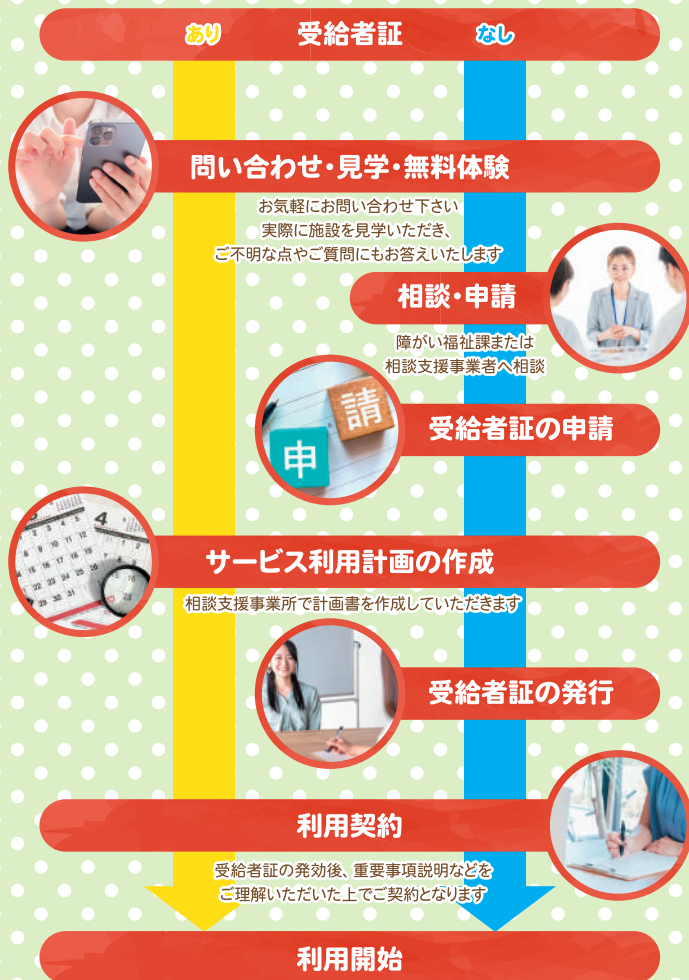 あり 受給者証 なし
問い合わせ・見学・無料体験
お気軽にお問い合わせ下さい
実際に施設を見学いただき、
ご不明な点やご質問にもお答えいたします
相談・申請
障がい福祉課または
相談支援事業者へ相談
申 請
受給者証の申請
サービス利用計画の作成
相談支援事業所で計画書を作成していただきます
受給者証の発行
利用契約
受給者証の発効後、重要事項説明などを
ご理解いただいた上でご契約となります
利用開始